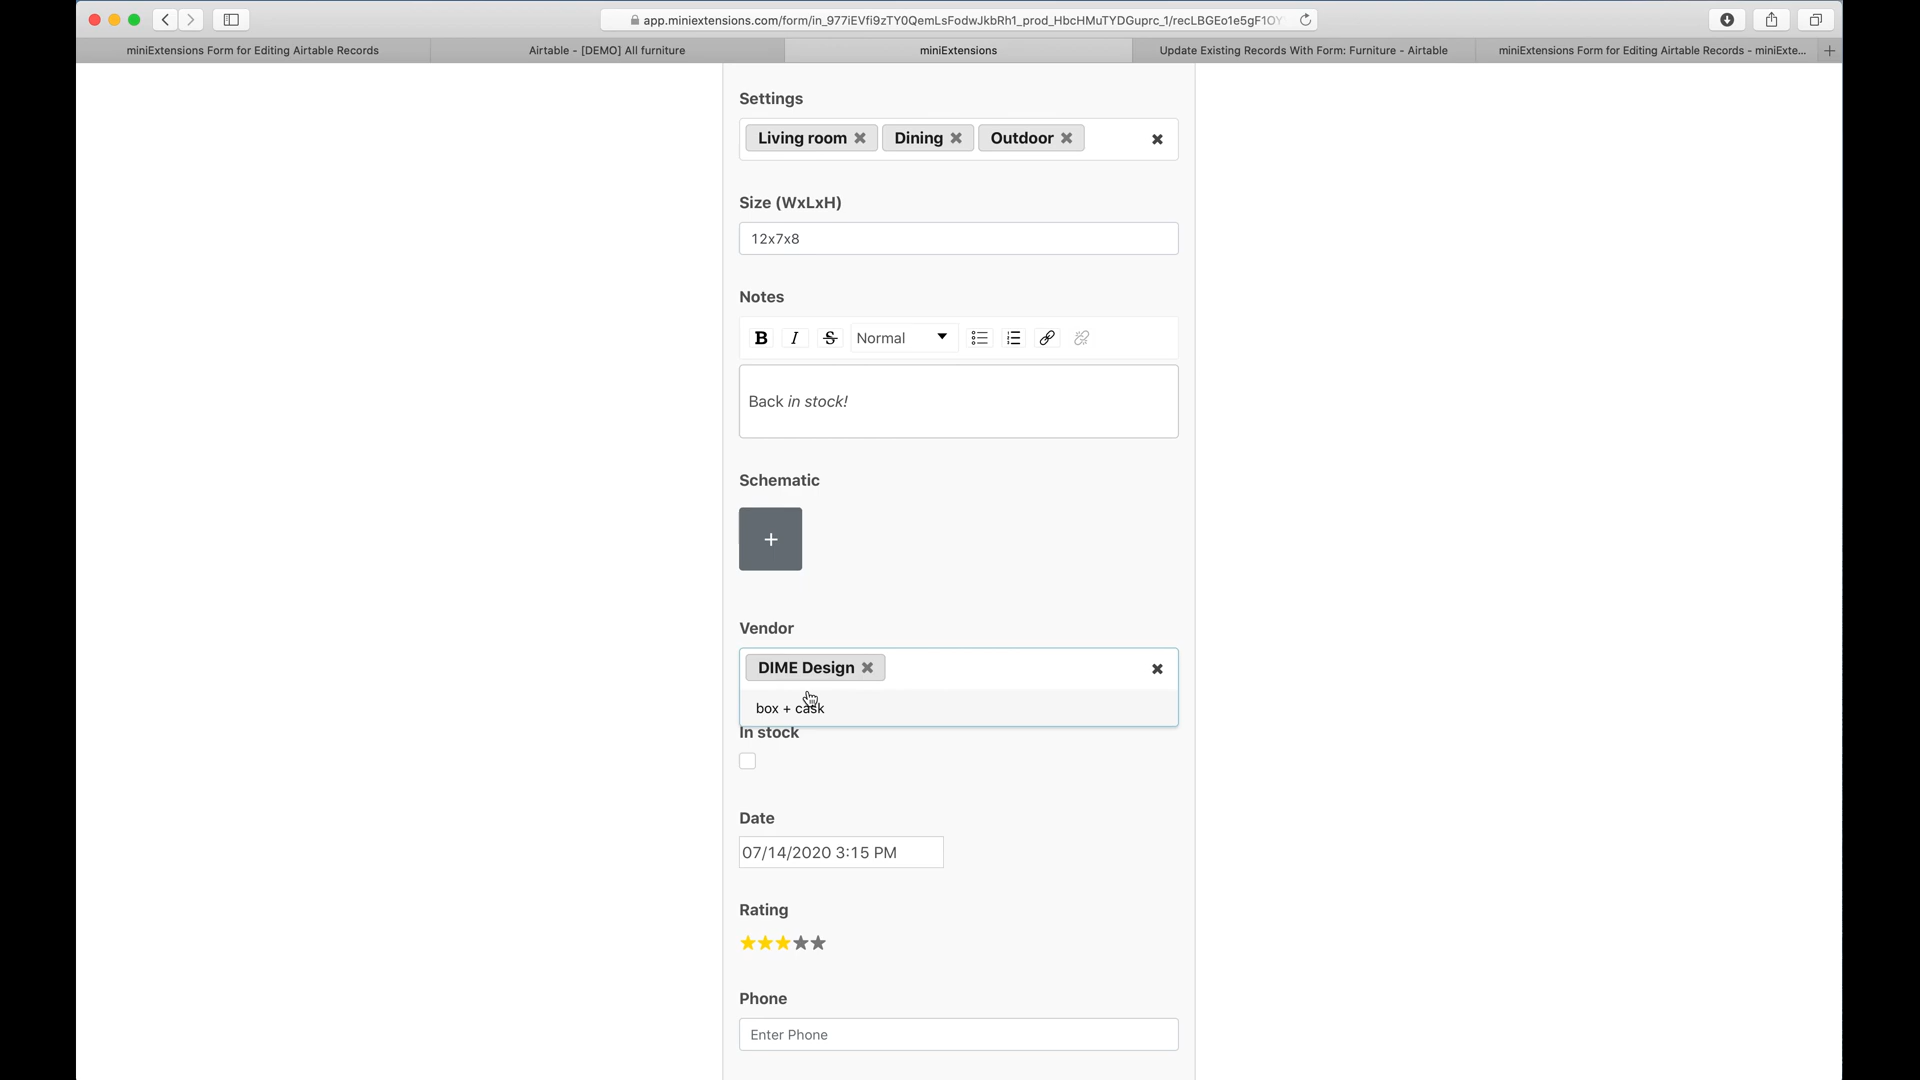 app.miniextensions.com/form/in_977iEVfi9zTY0QemLsFodwJkbRh1_prod_HbcHMuTYDGuprc_1/recLBGEo1e5gF1OY
miniExtensions Form for Editing Airtable Records
Airtable - [DEMO] All furniture
miniExtensions
Update Existing Records With Form: Furniture - Airtable
miniExtensions Form for Editing Airtable Records - miniExte...
Settings
Living room
Dining
Outdoor
Size (WxLxH)
12x7x8
Notes
B I S Normal
Back in stock!
Schematic
Vendor
DIME Design
box + cask
In stock
Date
07/14/2020 3:15 PM
Rating
Phone
Enter Phone